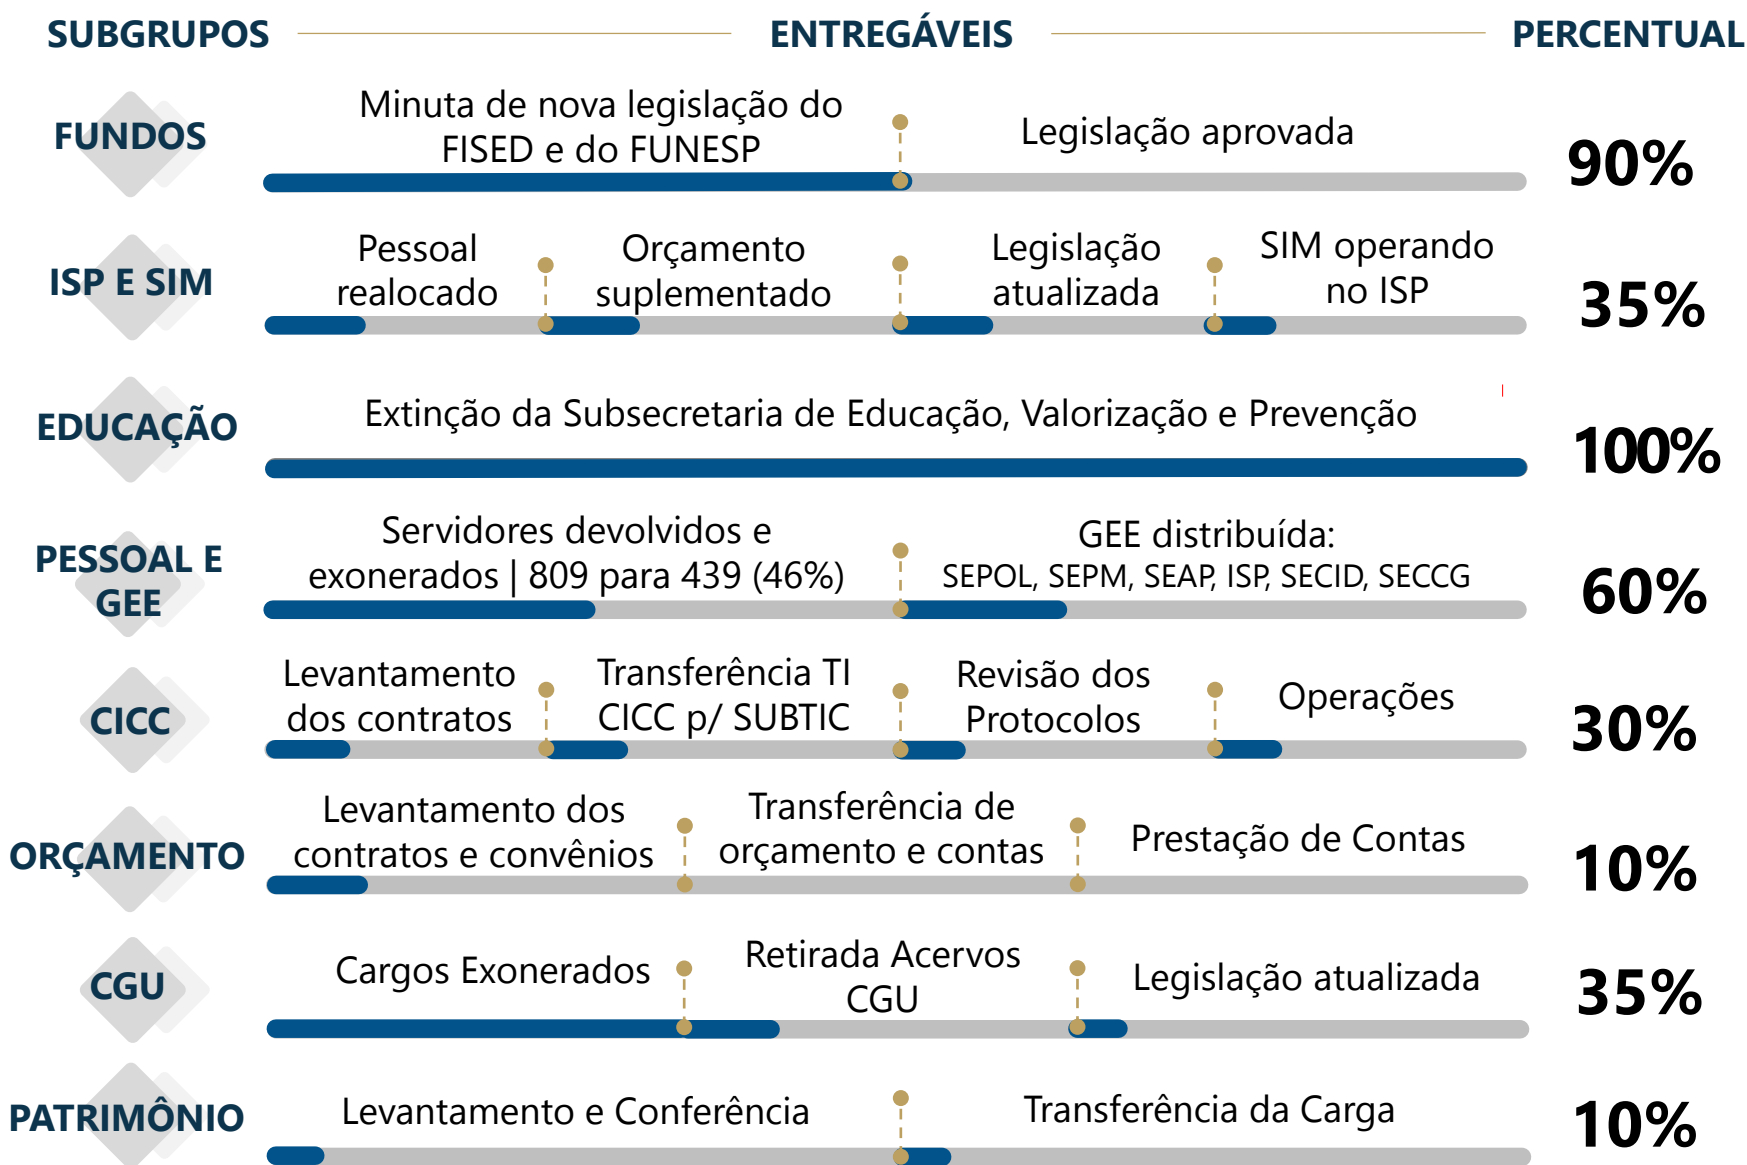 SUBGRUPOS ENTREGÁVEIS PERCENTUAL
FUNDOS
Minuta de nova legislação do
FISED e do FUNESP
Legislação aprovada
90%
ISP E SIM
Pessoal
realocado
Orçamento
suplementado
Legislação
atualizada
SIM operando
no ISP
35%
EDUCAÇÃO
Extinção da Subsecretaria de Educação, Valorização e Prevenção
100%
PESSOAL E
GEE
Servidores devolvidos e
exonerados | 809 para 439 (46%)
GEE distribuída:
SEPOL, SEPM, SEAP, ISP, SECID, SECCG
60%
CICC
Levantamento
dos contratos
Transferência TI
CICC p/ SUBTIC
Revisão dos
Protocolos
Operações
30%
ORÇAMENTO
Levantamento dos
contratos e convênios
Transferência de
orçamento e contas
Prestação de Contas
10%
CGU
Cargos Exonerados
Retirada Acervos
CGU
Legislação atualizada
35%
PATRIMÔNIO
Levantamento e Conferência
Transferência da Carga
10%